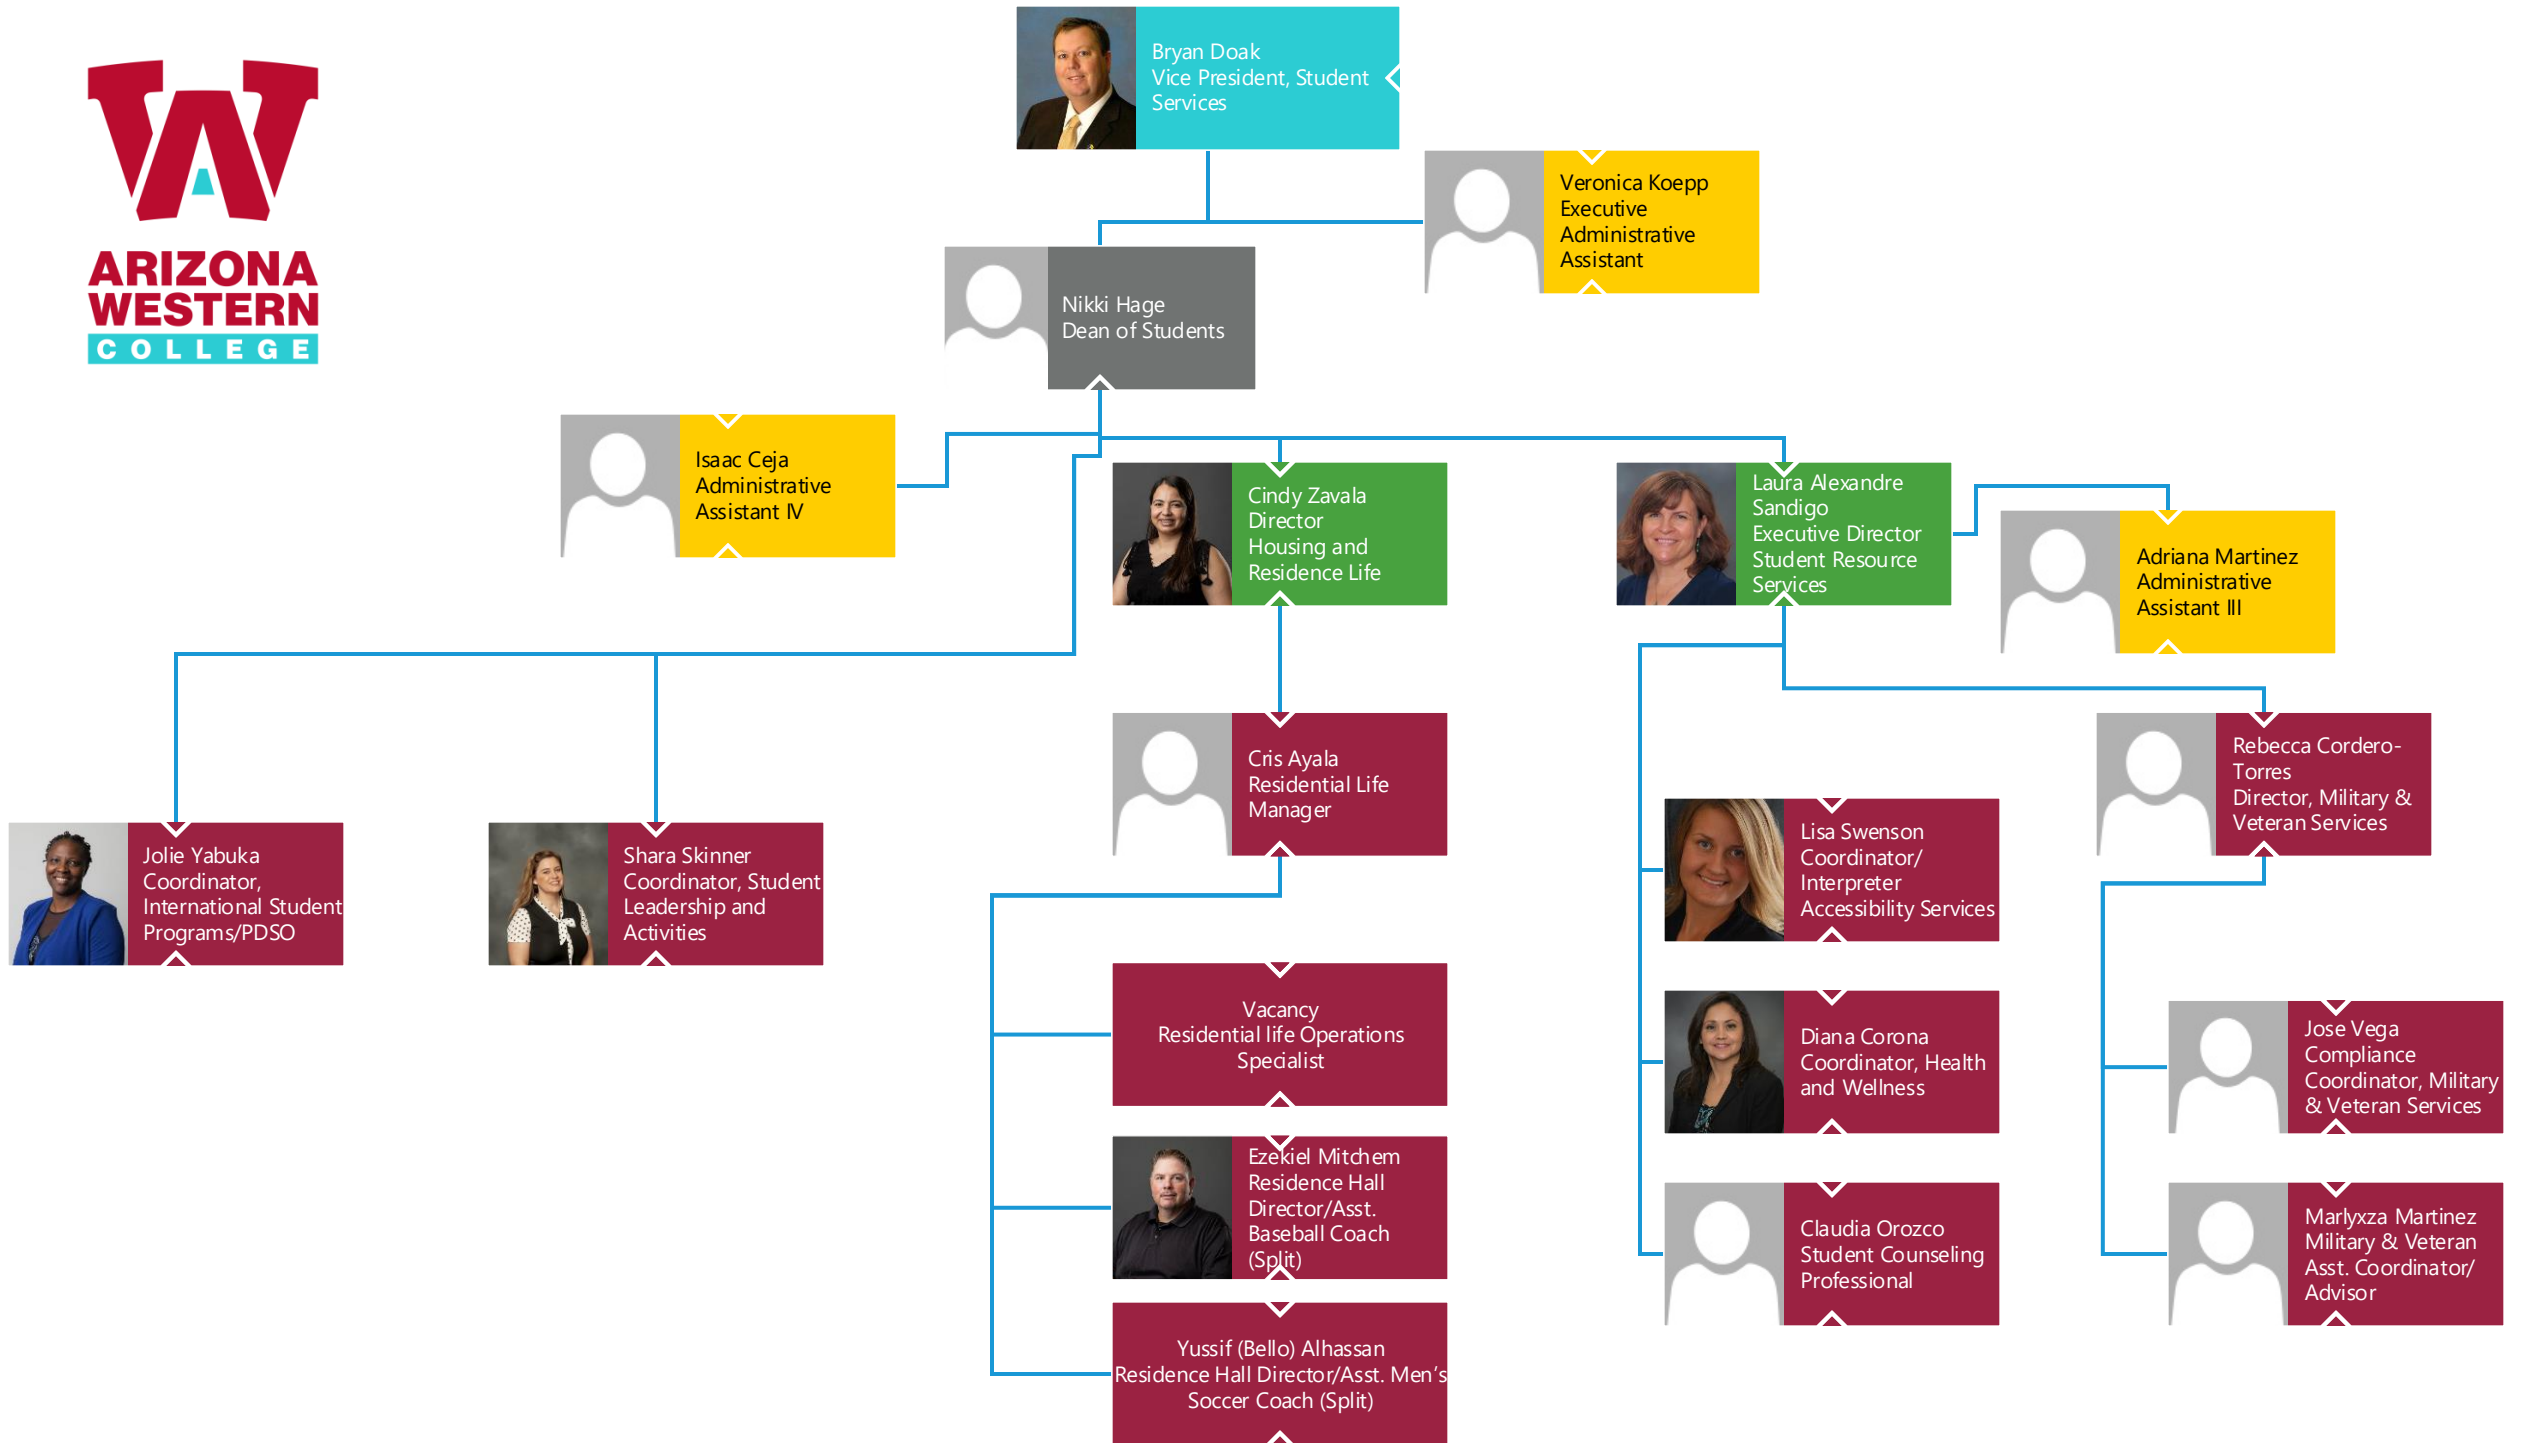 ARIZONA
WESTERN
COLLEGE
Bryan Doak
Vice President, Student
Services
Veronica Koepp
Executive
Administrative
Assistant
Nikki Hage
Dean of Students
Isaac Ceja
Administrative
Assistant IV
Cindy Zavala
Director
Housing and
Residence Life
Laura Alexandre
Sandigo
Executive Director
Student Resource
Services
Adriana Martinez
Administrative
Assistant III
Jolie Yabuka
Coordinator,
International Student
Programs/PDSO
Shara Skinner
Coordinator, Student
Leadership and
Activities
Cris Ayala
Residential Life
Manager
Vacancy
Residential life Operations
Specialist
Ezekiel Mitchem
Residence Hall
Director/Asst.
Baseball Coach
(Split)
Yussif (Bello) Alhassan
Residence Hall Director/Asst. Men's
Soccer Coach (Split)
Lisa Swenson
Coordinator/
Interpreter
Accessibility Services
Diana Corona
Coordinator, Health
and Wellness
Claudia Orozco
Student Counseling
Professional
Rebecca Cordero-
Torres
Director, Military &
Veteran Services
Jose Vega
Compliance
Coordinator, Military
& Veteran Services
Marlyxza Martinez
Military & Veteran
Asst. Coordinator/
Advisor